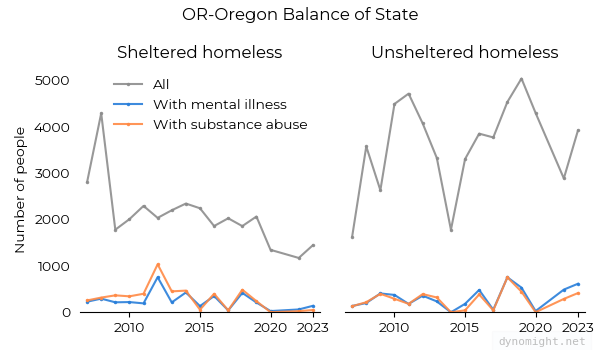 OR-Oregon Balance of State
Sheltered homeless
Unsheltered homeless
Number of people
5000
4000
3000
2000
1000
0
All
With mental illness
With substance abuse
2010 2015 2020 2023
2010 2015 2020 2023
dynomight.net